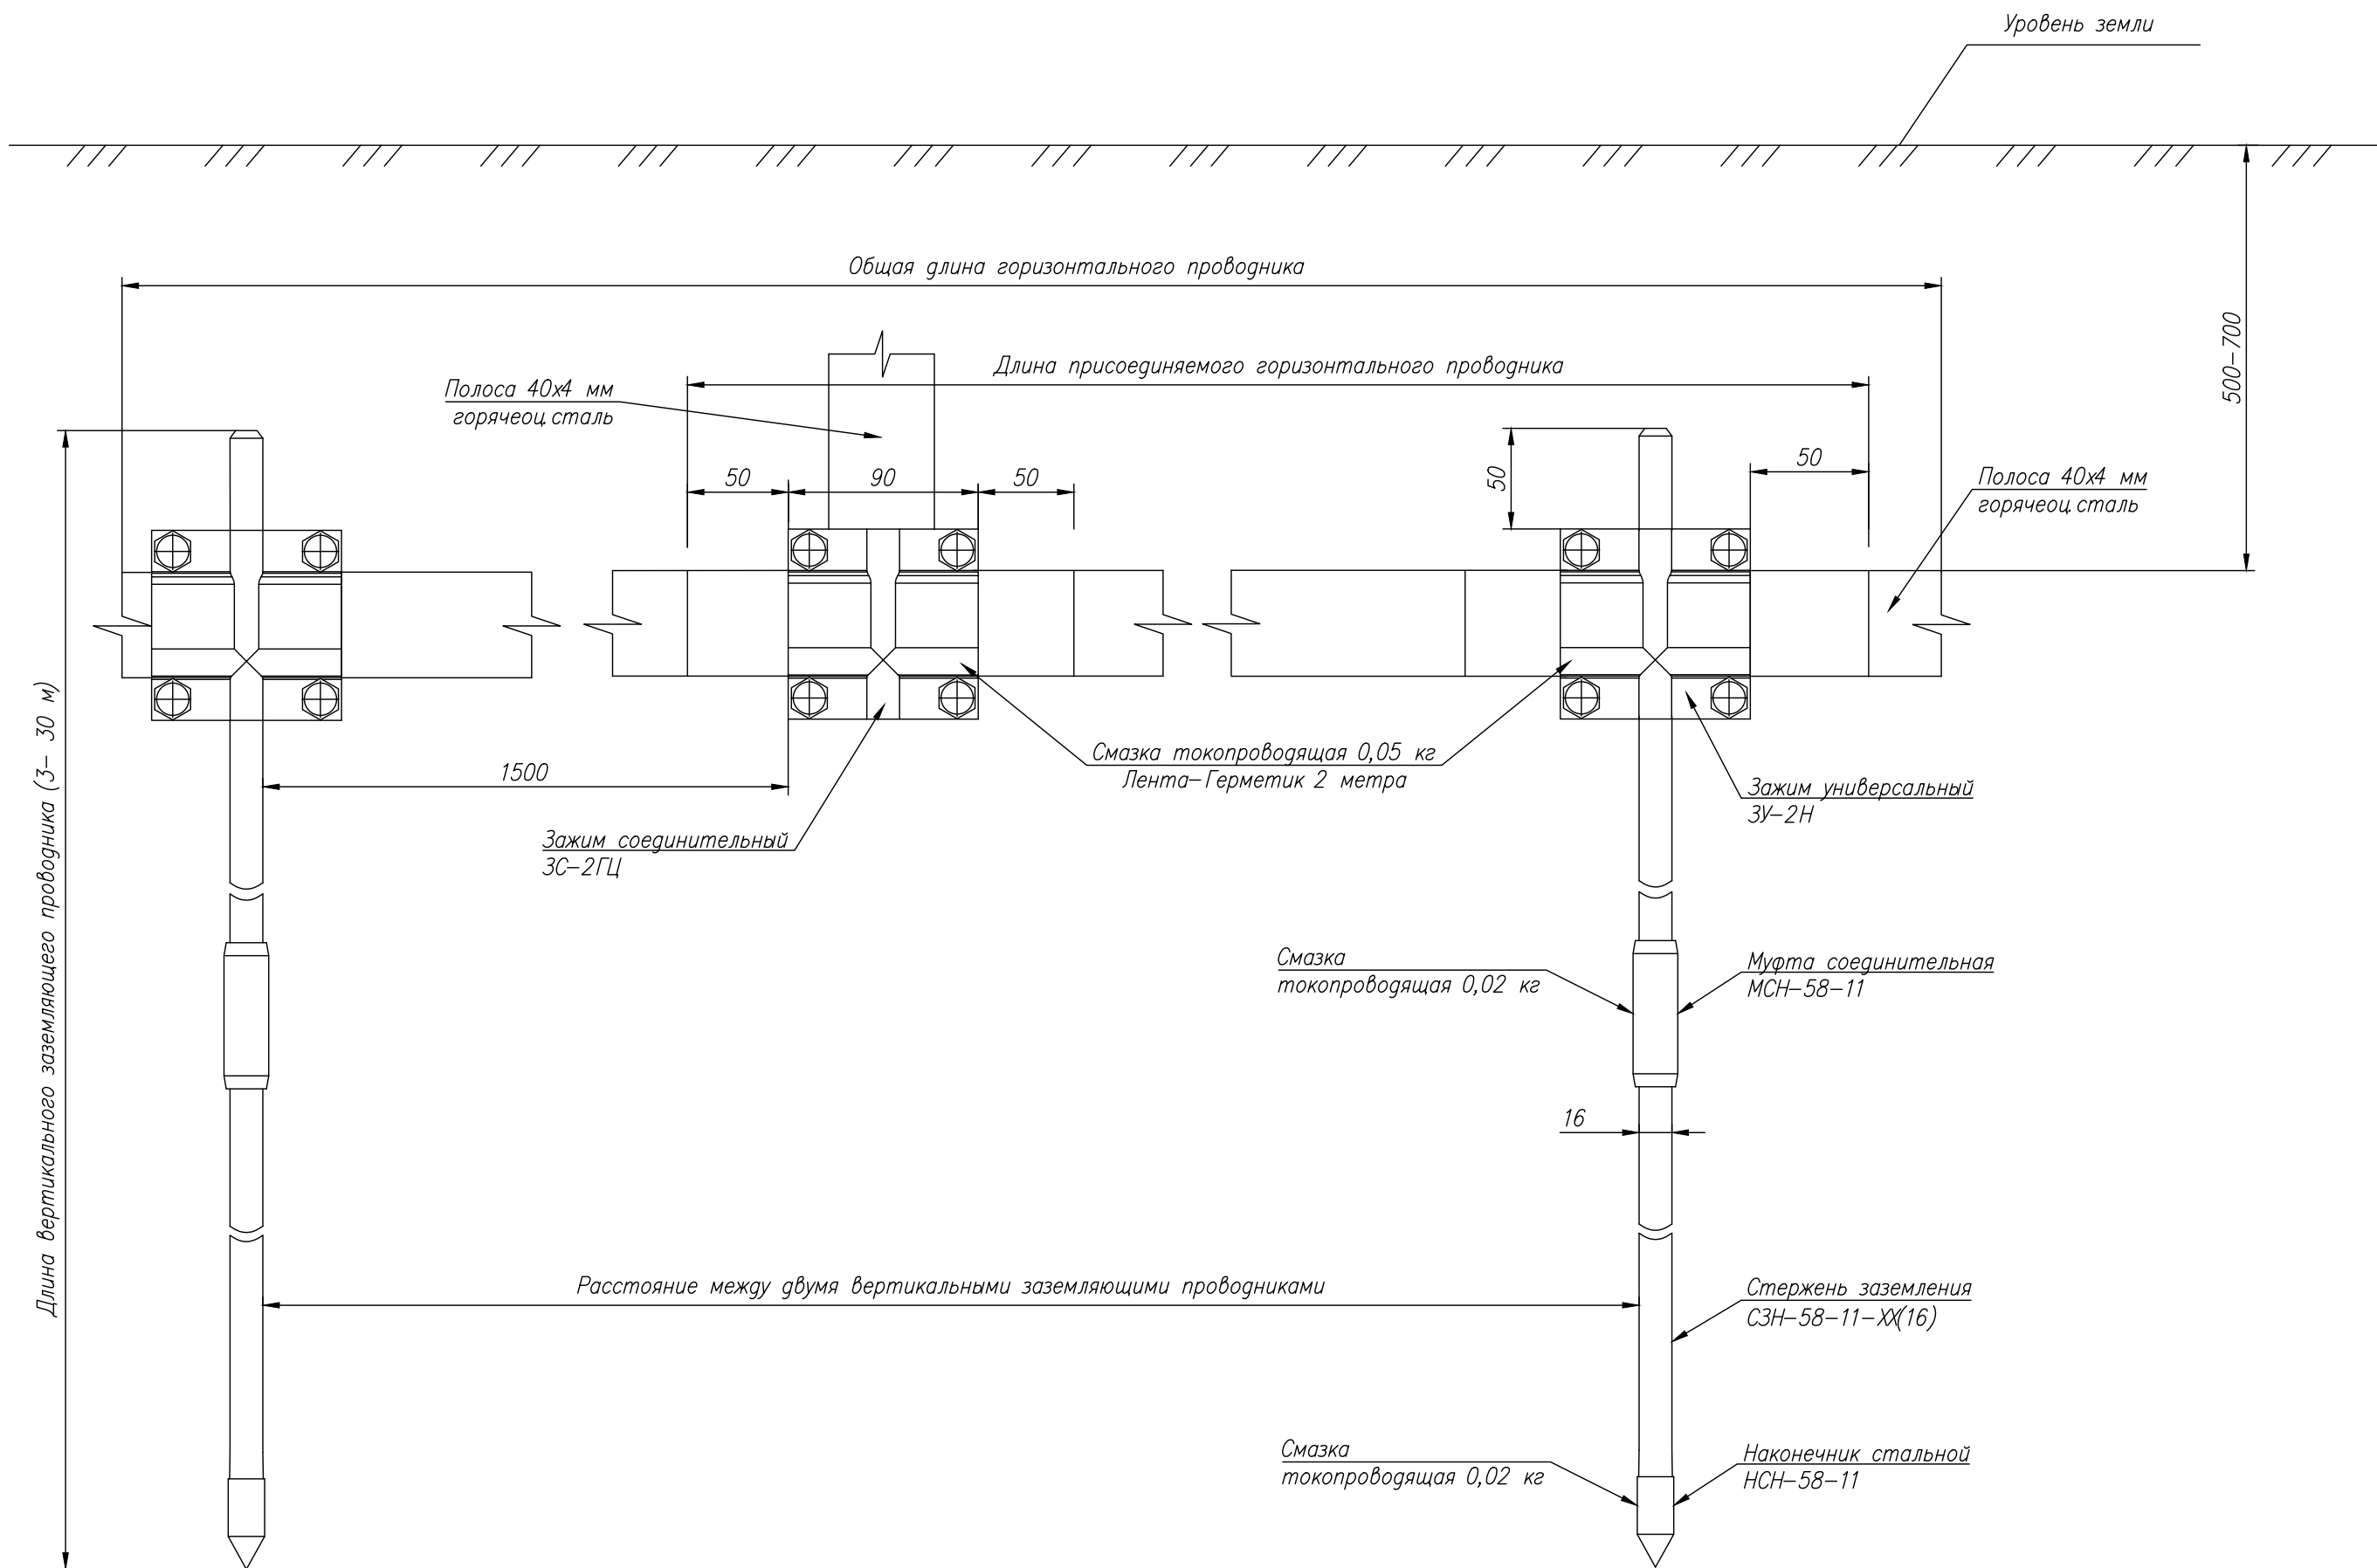 Уровень земли
Общая длина горизонтального проводника
Длина присоединяемого горизонтального проводника
500-700
Полоса 40х4 мм
горячеоц.сталь
50
90
50
50
50
Полоса 40х4 мм
горячеоц.сталь
Длина вертикального заземляющего проводника (3- 30 м)
1500
Смазка токопроводящая 0,05 кг
Лента-Герметик 2 метра
Зажим универсальный
ЗУ-2Н
Зажим соединительный
ЗС-2ГЦ
Смазка
токопроводящая 0,02 кг
Муфта соединительная
МСН-58-11
16
Расстояние между двумя вертикальными заземляющими проводниками
Стержень заземления
СЗН-58-11-ХХ(16)
Смазка
токопроводящая 0,02 кг
Наконечник стальной
НСН-58-11